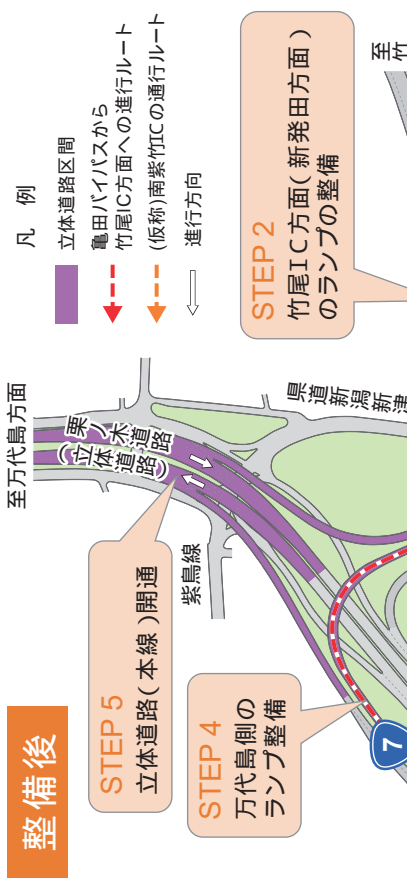 整備後
至万代島方面
栗ノ木道路
（立体道路）
STEP 5
立体道路（本線）開通
紫鳥線
STEP 4
万代島側の
ランプ整備
7
凡 例
立体道路区間
亀田バイパスから
竹尾IC方面への進行ルート
(仮称)南紫竹ICの通行ルート
進行方向
STEP 2
竹尾ＩＣ方面（新発田方面）
のランプの整備
県道新潟新津
至竹